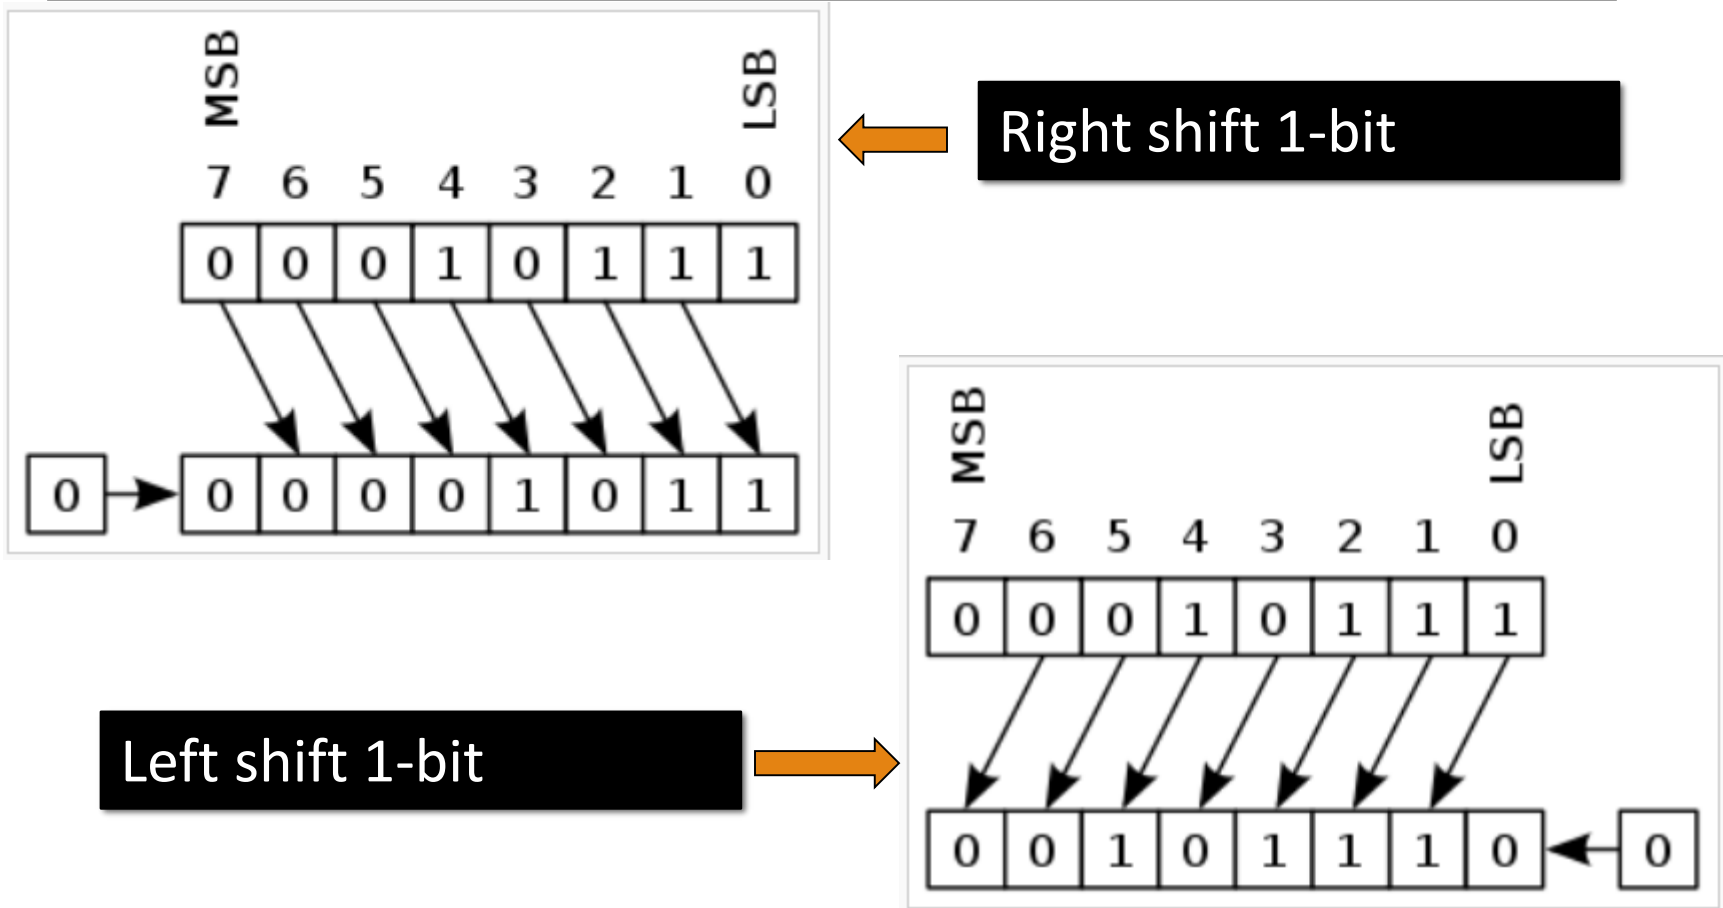 MSB LSB
7 6 5 4 3 2 1 0
0 0 0 1 0 1 1 1
0 0 0 0 0 1 0 1 1
Right shift 1-bit
Left shift 1-bit
MSB LSB
7 6 5 4 3 2 1 0
0 0 0 1 0 1 1 1
0 0 1 0 1 1 1 0 0